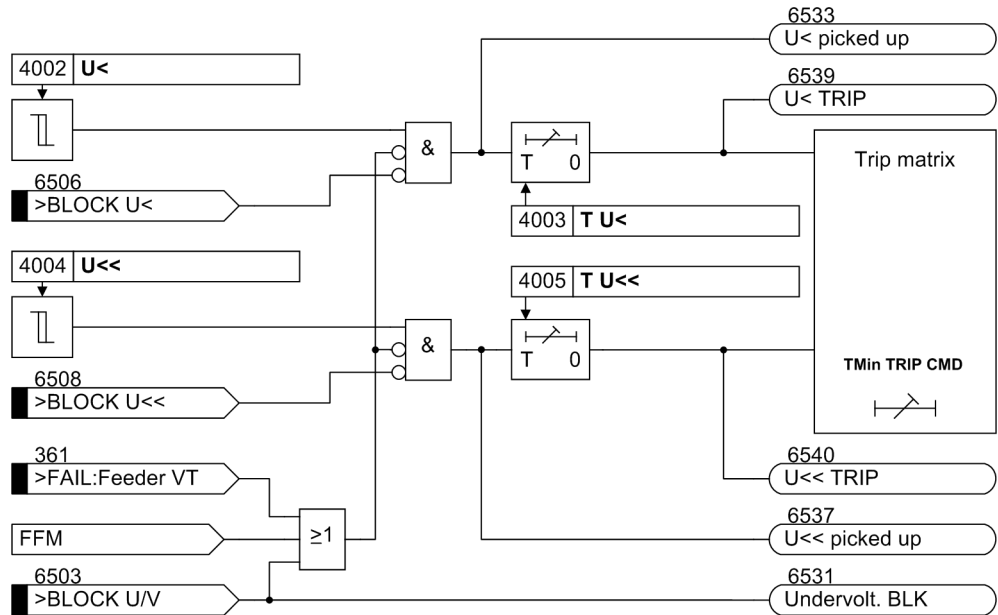 6533
U< picked up
4002 U<
6539
U< TRIP
&
T 0
Trip matrix
6506
>BLOCK U<
4003 T U<
4004 U<<
4005 T U<<
&
T 0
TMin TRIP CMD
6508
>BLOCK U<<
361
>FAIL:Feeder VT
6540
U<< TRIP
≥1
FFM
6537
U<< picked up
6503
>BLOCK U/V
6531
Undervolt. BLK